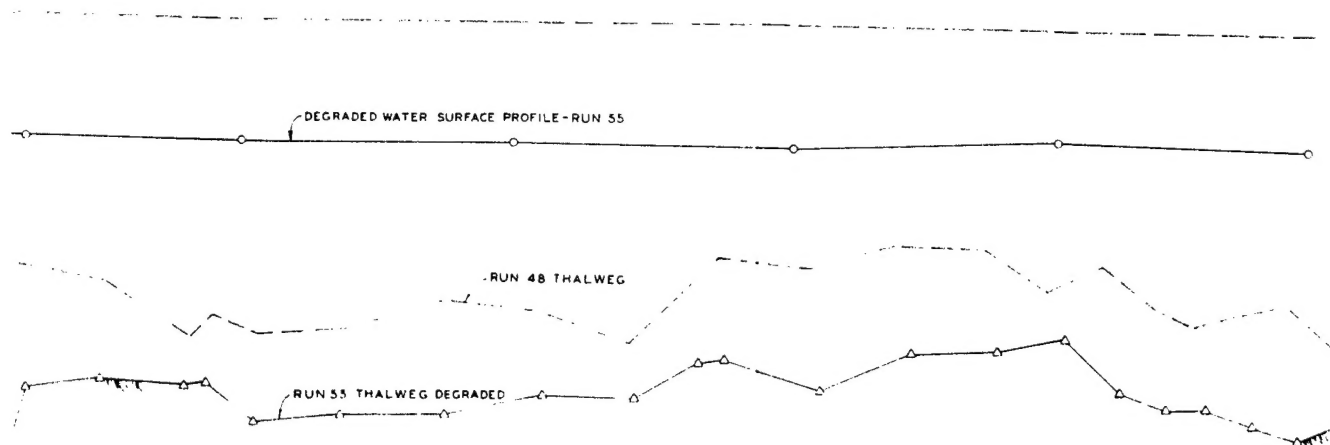 DEGRADED WATER SURFACE PROFILE-RUN 55
RUN 48 THALWEG
RUN 55 THALWEG DEGRADED